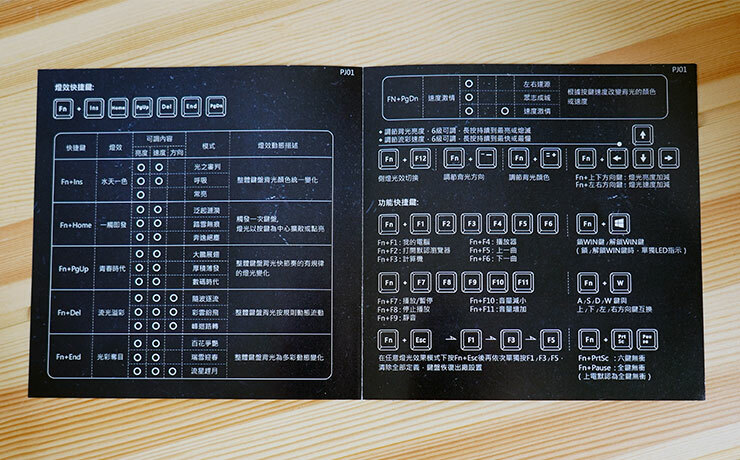 PJ01
燈效快捷鍵:
Fn + Ins Home PgUp Del End PgDn
快捷鍵 燈效 可調內容 模式 燈效動態描述
亮度 速度 方向
Fn+Ins 水天一色 光之審判
呼吸 整體鍵盤背光顏色統一變化
常亮
Fn+Home 一觸即發 泛起漣漪
踏雪無痕 觸發一次鍵盤,
奔逸絕塵 燈光以按鍵為中心擴散或點亮
Fn+PgUp 青春時代 大鵬展翅
厚積薄發 整體鍵盤背光快節奏的有規律
數碼時代 的燈光變化
Fn+Del 流光溢彩 隨波逐流
彩雲紛飛 整體鍵盤背光按規則動態流動
峰迴路轉
Fn+End 光彩奪目 百花爭艷
瑞雪迎春 整體鍵盤背光為多彩動態變化
流星趕月
PJ01
FN+PgDn 速度激情 左右逢源
眾志成城 根據按鍵速度改變背光的顏色
速度激情 或速度
• 調節背光亮度,6級可調,長按持續到最亮或熄滅
• 調節流彩速度,6級可調,長按持續到最快或最慢
↑
Fn + F12 Fn + - Fn + + Fn + ← ↓ →
側燈光效切換 調節背光方向 調節背光顏色 Fn+上下方向鍵:燈光亮度加減
Fn+左右方向鍵:燈光速度加減
功能快捷鍵:
Fn + F1 F2 F3 F4 F5 F6
Fn+F1:我的電腦 Fn+F4:播放器
Fn+F2:打開默認瀏覽器 Fn+F5:上一曲
Fn+F3:計算機 Fn+F6:下一曲
Fn +
鎖WIN鍵/解鎖WIN鍵
(鎖/解鎖WIN鍵時,單獨LED指示)
Fn + F7 F8 F9 F10 F11
Fn+F7:播放/暫停 Fn+F10:音量減小
Fn+F8:停止播放 Fn+F11:音量增加
Fn+F9:靜音
Fn + W
A/S/D/W 鍵與
上/下/左/右方向鍵互換
Fn + Esc → F1 → F3 → F5
在任意燈光效果模式下按Fn+Esc後再依次單獨按F1/F3/F5,
清除全部定義,鍵盤恢復出廠設置
Fn +
Fn+PrtSc:六鍵無衝
Fn+Pause:全鍵無衝
(上電默認為全鍵無衝)